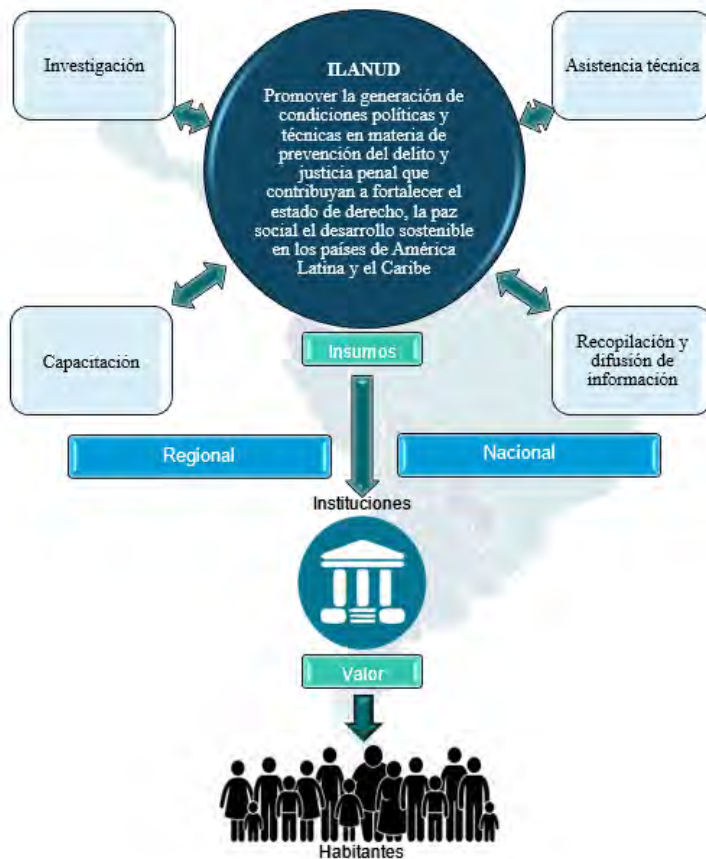 Investigación
ILANUD
Promover la generación de
condiciones políticas y
técnicas en materia de
prevención del delito y
justicia penal que
contribuyan a fortalecer el
estado de derecho, la paz
social el desarrollo sostenible
en los países de América
Latina y el Caribe
Asistencia técnica
Capacitación
Insumos
Recopilación y
difusión de
información
Regional
Nacional
Instituciones
Valor
Habitantes